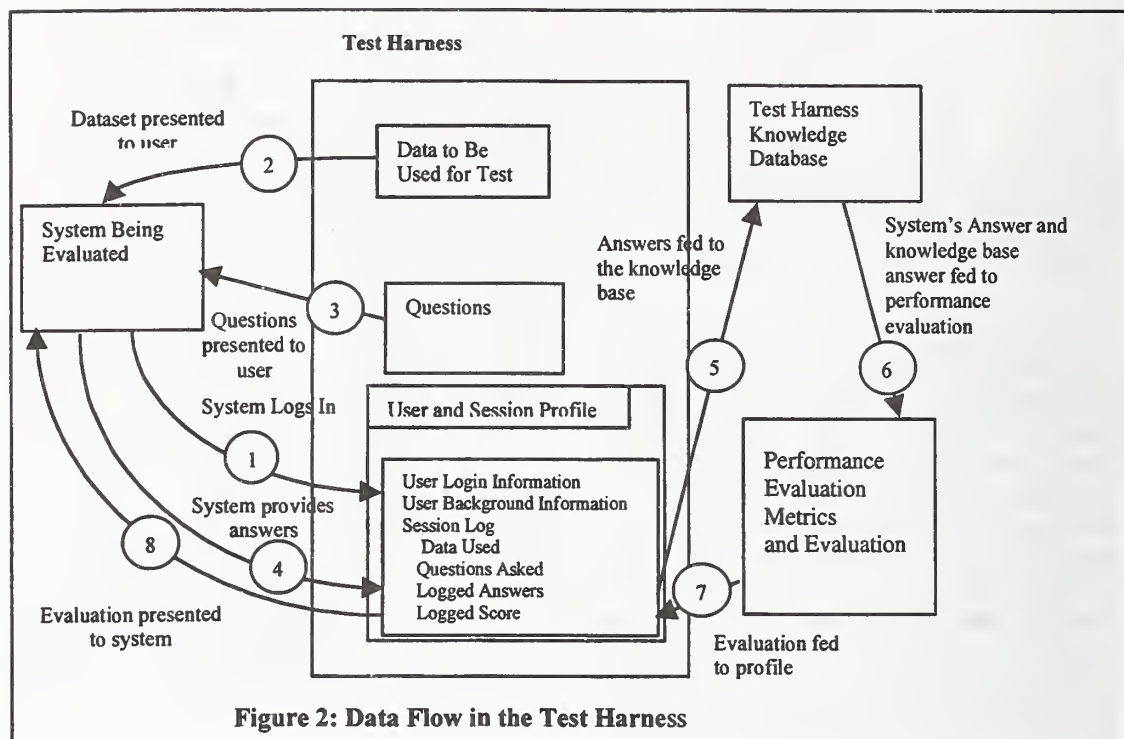 Test Harness
Dataset presented
to user
2
Data to Be
Used for Test
Test Harness
Knowledge
Database
System Being
Evaluated
Answers fed to
the knowledge
base
System's Answer and
knowledge base
answer fed to
performance
evaluation
3
Questions
Questions
presented to
user
5
6
System Logs In
User and Session Profile
1
User Login Information
User Background Information
Session Log
Data Used
Questions Asked
Logged Answers
Logged Score
Performance
Evaluation
Metrics
and Evaluation
System provides
answers
8
4
7
Evaluation presented
to system
Evaluation fed
to profile
Figure 2: Data Flow in the Test Harness